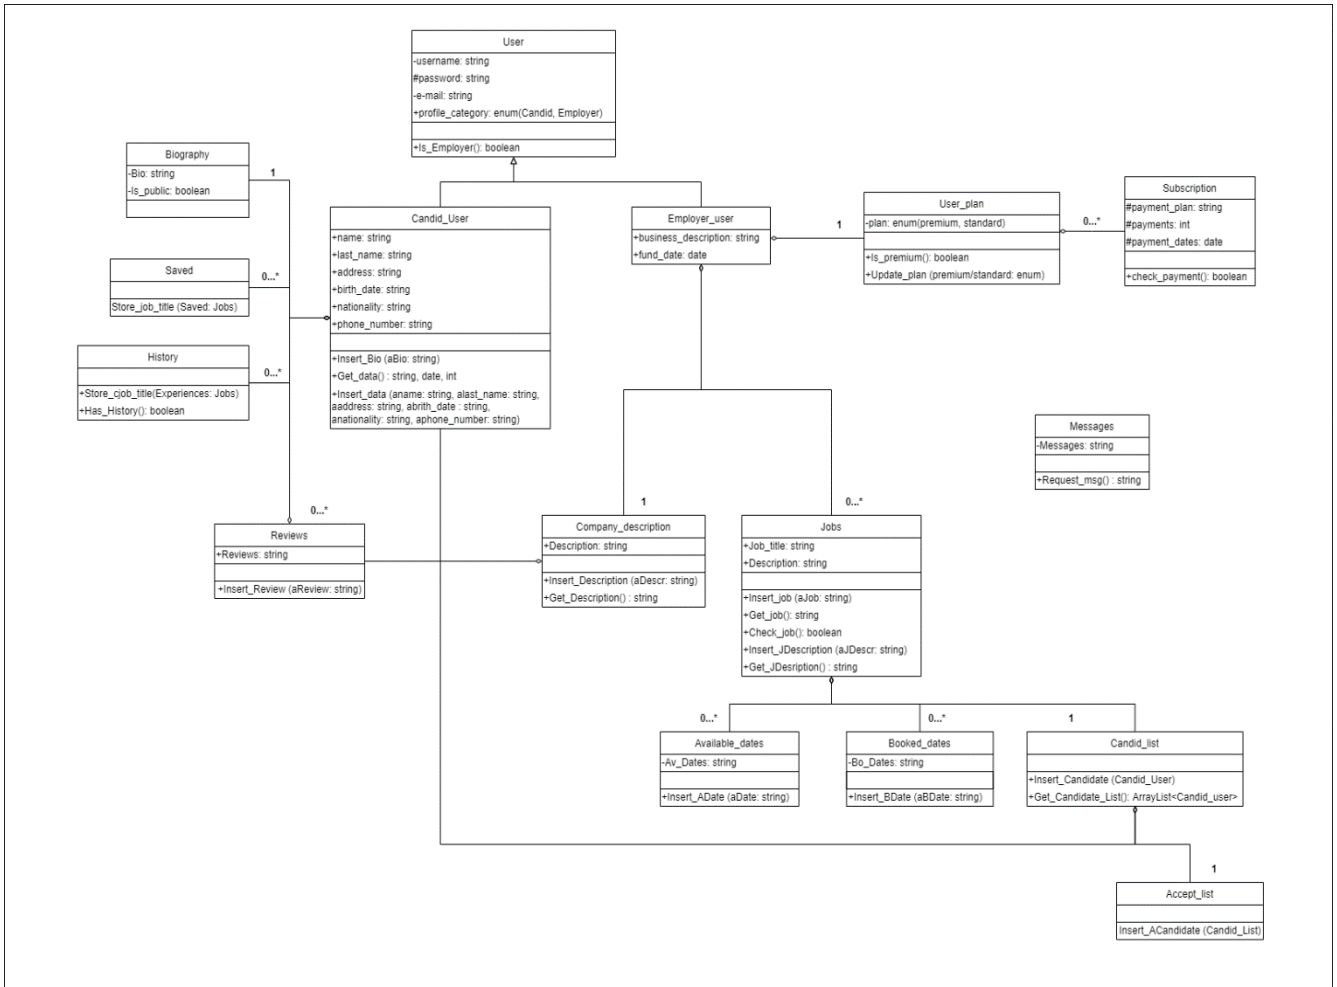 User
-username: string
#password: string
-e-mail: string
+profile_category: enum(Candid, Employer)
+Is_Employer(): boolean
Biography
-Bio: string
-Is_public: boolean
1
Saved
Store_job_title (Saved: Jobs)
0...*
History
+Store_cjob_title(Experiences: Jobs)
+Has_History(): boolean
0...*
Candid_User
+name: string
+last_name: string
+address: string
+birth_date: string
+nationality: string
+phone_number: string
+Insert_Bio (aBio: string)
+Get_data() : string, date, int
+Insert_data (aname: string, alast_name: string,
aaddress: string, abrith_date : string,
anationality: string, aphone_number: string)
Employer_user
+business_description: string
+fund_date: date
1
User_plan
-plan: enum(premium, standard)
+Is_premium(): boolean
+Update_plan (premium/standard: enum)
0...*
Subscription
#payment_plan: string
#payments: int
#payment_dates: date
+check_payment(): boolean
Messages
-Messages: string
+Request_msg() : string
0...*
Reviews
+Reviews: string
+Insert_Review (aReview: string)
1
Company_description
+Description: string
+Insert_Description (aDescr: string)
+Get_Description() : string
0...*
Jobs
+Job_title: string
+Description: string
+Insert_job (aJob: string)
+Get_job(): string
+Check_job(): boolean
+Insert_JDescription (aJDescr: string)
+Get_JDesription() : string
0...*
Available_dates
-Av_Dates: string
+Insert_ADate (aDate: string)
0...*
Booked_dates
-Bo_Dates: string
+Insert_BDate (aBDate: string)
1
Candid_list
+Insert_Candidate (Candid_User)
+Get_Candidate_List(): ArrayList<Candid_user>
1
Accept_list
Insert_ACandidate (Candid_List)